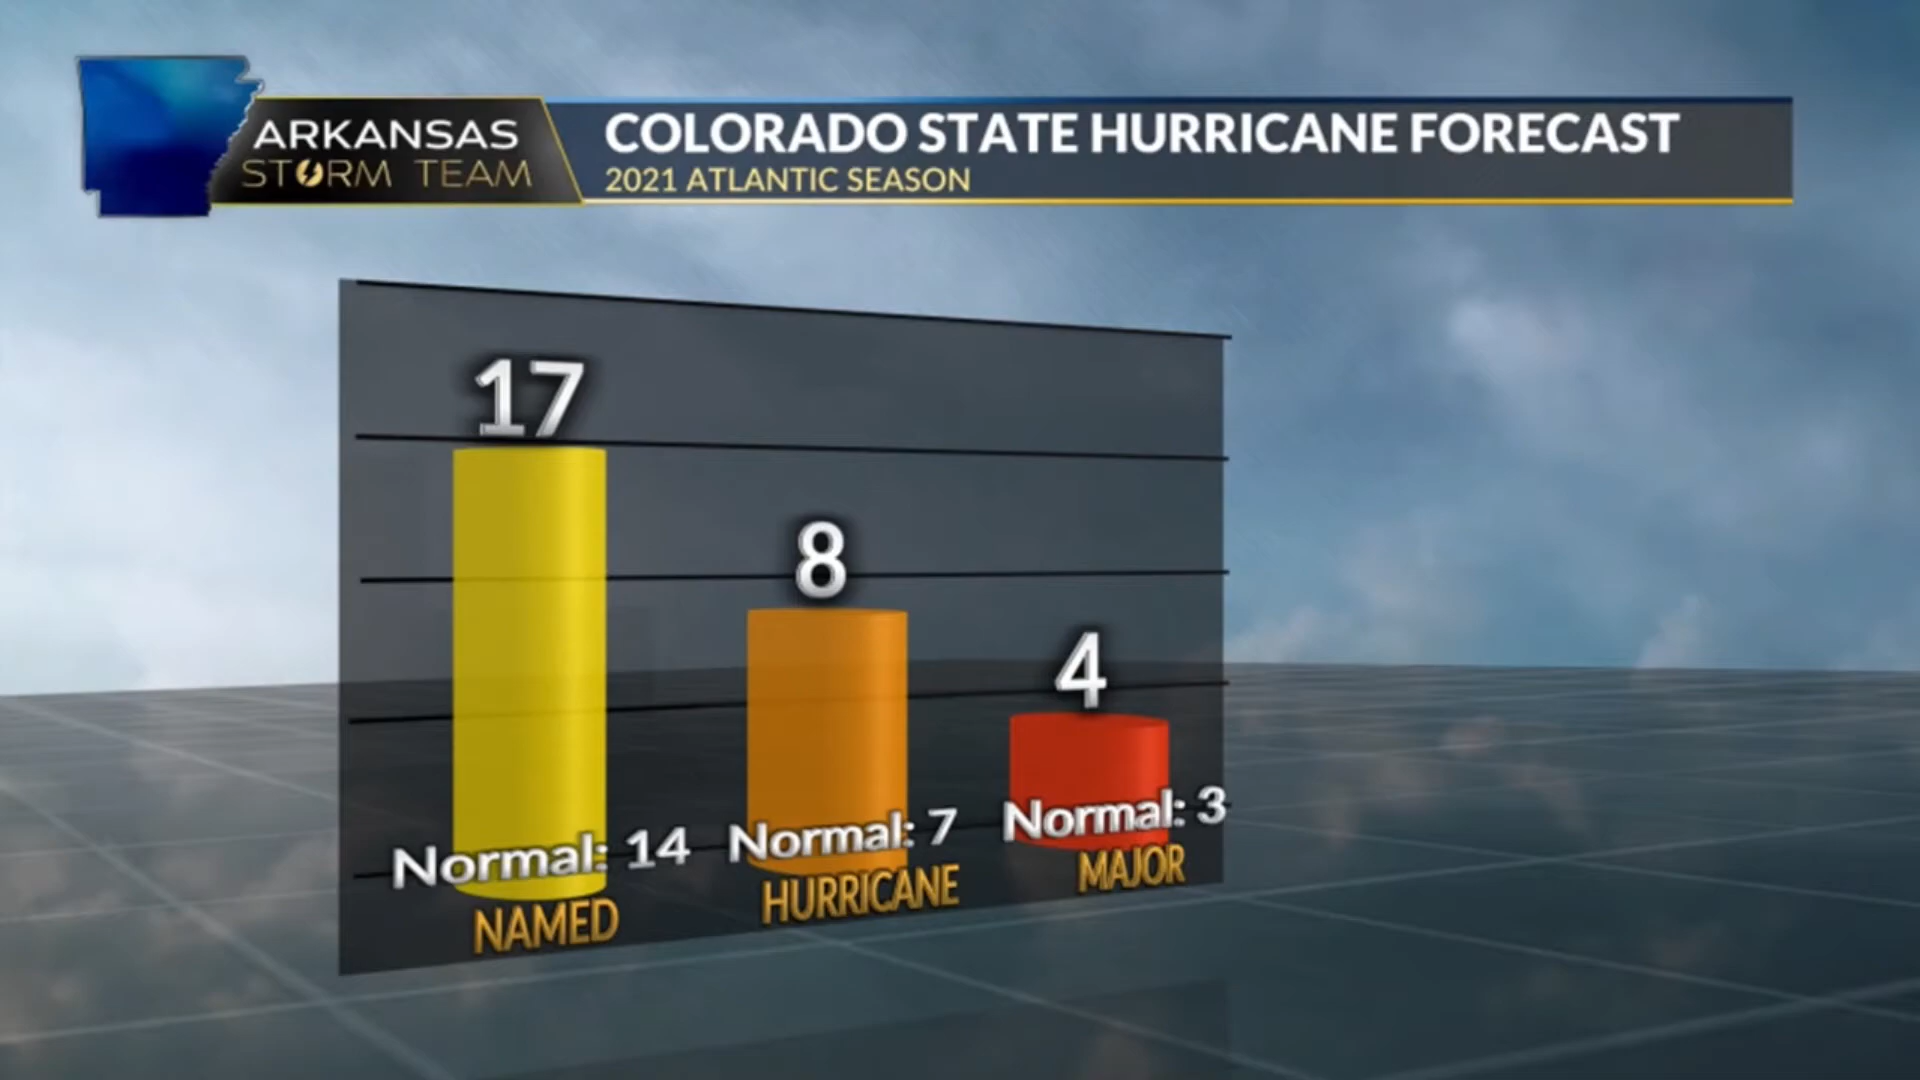 ARKANSAS
STORM TEAM
COLORADO STATE HURRICANE FORECAST
2021 ATLANTIC SEASON
17
8
4
Normal: 14
Normal: 7
Normal: 3
NAMED
HURRICANE
MAJOR